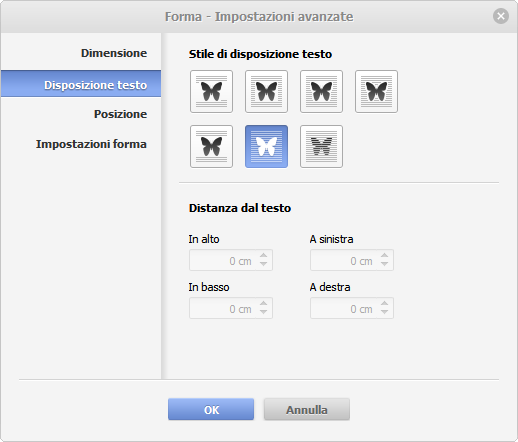 Forma - Impostazioni avanzate
Dimensione
Disposizione testo
Posizione
Impostazioni forma
Stile di disposizione testo
Distanza dal testo
In alto
A sinistra
0 cm
0 cm
In basso
A destra
0 cm
0 cm
OK
Annulla